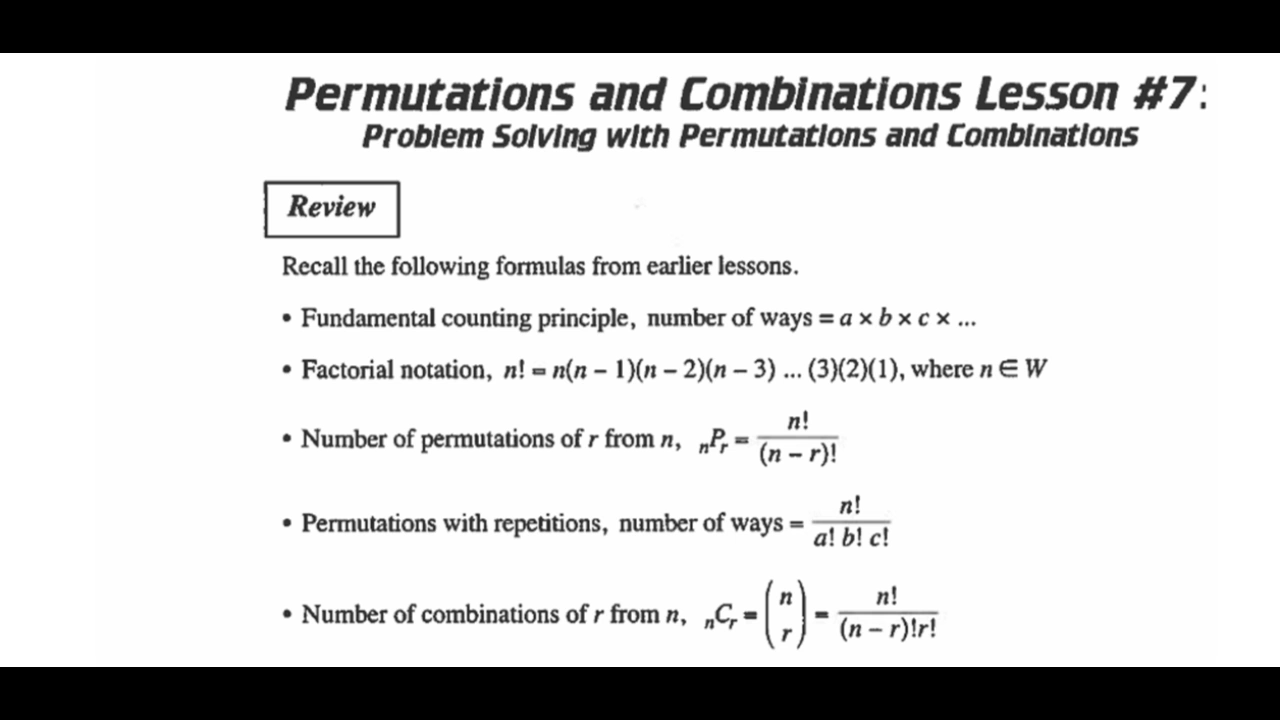 Permutations and Combinations Lesson #7:
Problem Solving with Permutations and Combinations
Review
Recall the following formulas from earlier lessons.
• Fundamental counting principle, number of ways = a × b × c × ...
• Factorial notation, n! = n(n − 1)(n − 2)(n − 3) ... (3)(2)(1), where n ∈ W
• Number of permutations of r from n, ₙPᵣ = n! / (n − r)!
• Permutations with repetitions, number of ways = n! / a! b! c!
• Number of combinations of r from n, ₙCᵣ = (n r) = n! / (n − r)!r!